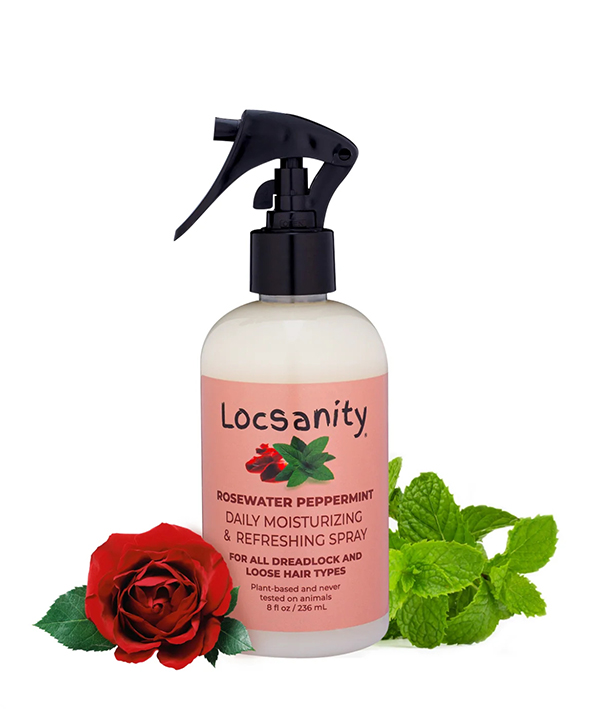 Locsanity®
ROSEWATER PEPPERMINT
DAILY MOISTURIZING
& REFRESHING SPRAY
FOR ALL DREADLOCK AND
LOOSE HAIR TYPES
Plant-based and never
tested on animals
8 fl oz / 236 mL